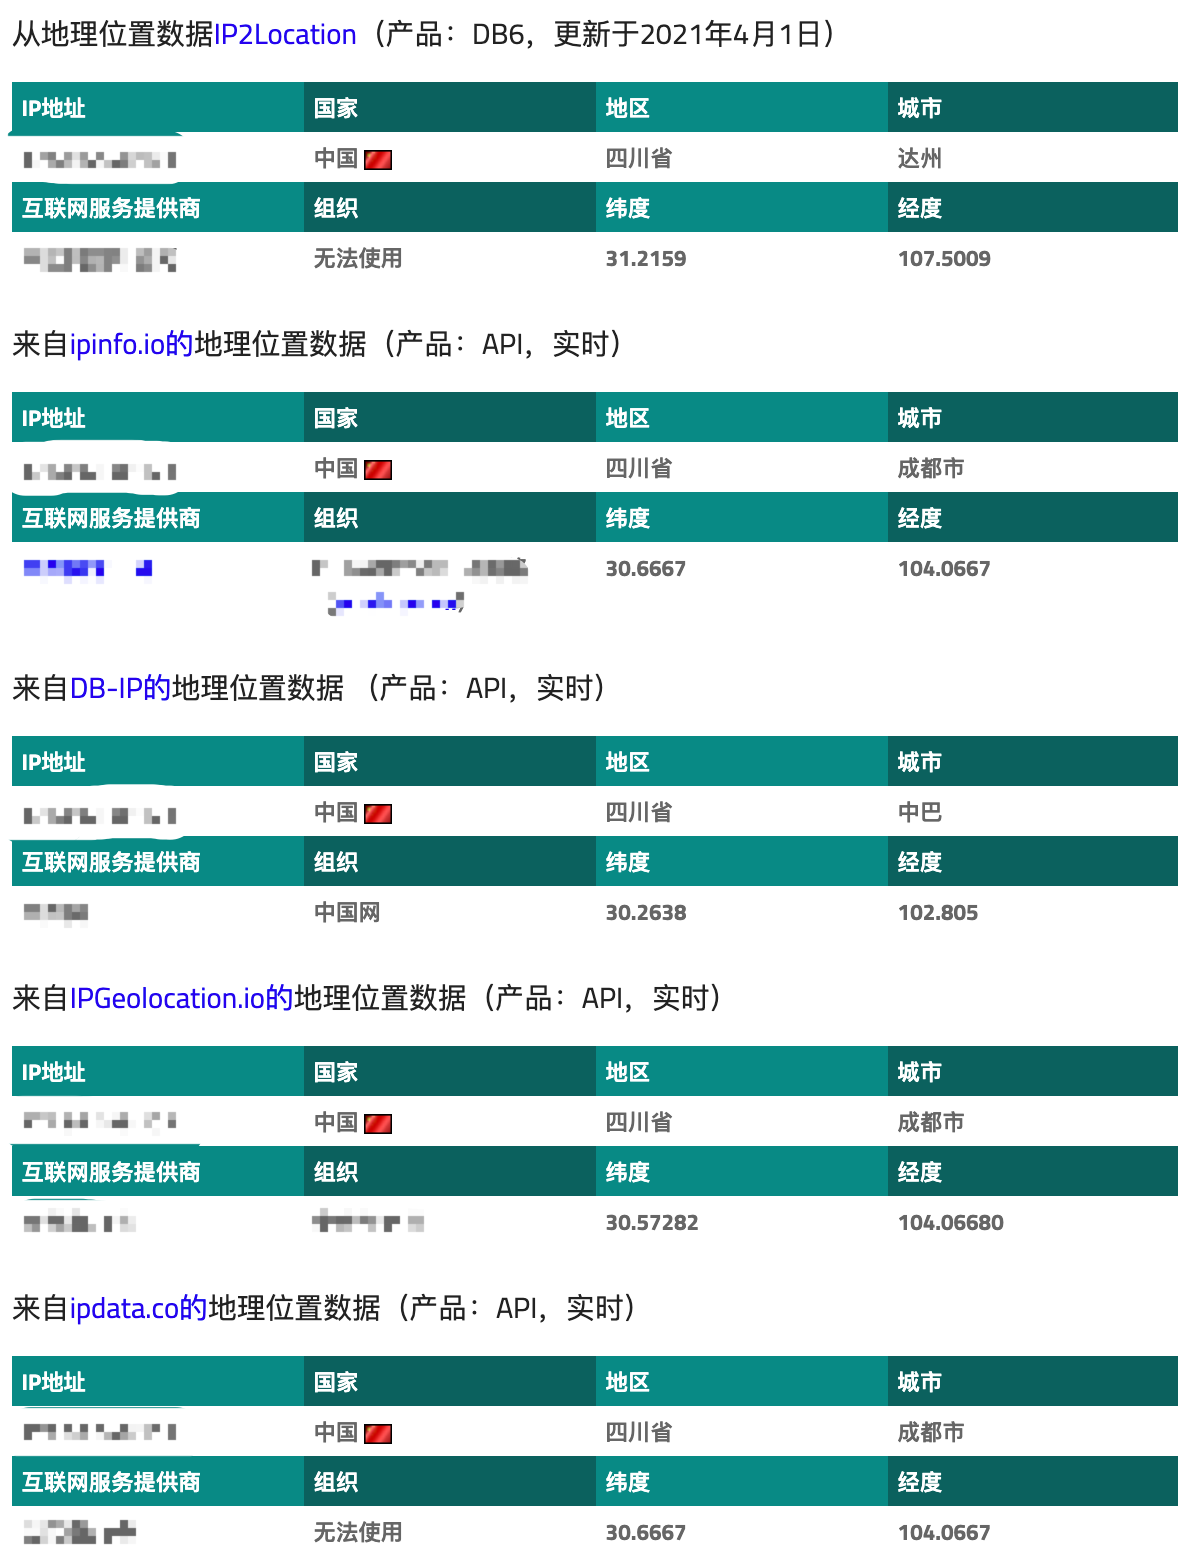 从地理位置数据IP2Location（产品：DB6，更新于2021年4月1日）
IP地址 国家 地区 城市
中国 四川省 达州
互联网服务提供商 组织 纬度 经度
无法使用 31.2159 107.5009
来自ipinfo.io的地理位置数据（产品：API，实时）
IP地址 国家 地区 城市
中国 四川省 成都市
互联网服务提供商 组织 纬度 经度
30.6667 104.0667
来自DB-IP的地理位置数据 （产品：API，实时）
IP地址 国家 地区 城市
中国 四川省 中巴
互联网服务提供商 组织 纬度 经度
中国网 30.2638 102.805
来自IPGeolocation.io的地理位置数据（产品：API，实时）
IP地址 国家 地区 城市
中国 四川省 成都市
互联网服务提供商 组织 纬度 经度
30.57282 104.06680
来自ipdata.co的地理位置数据（产品：API，实时）
IP地址 国家 地区 城市
中国 四川省 成都市
互联网服务提供商 组织 纬度 经度
无法使用 30.6667 104.0667